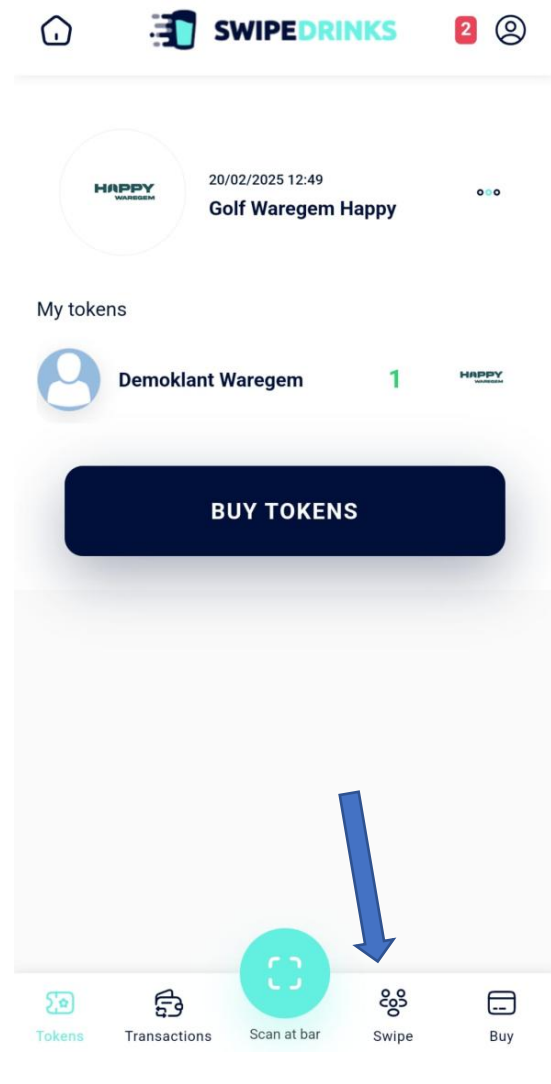 SWIPEDRINKS
2
HAPPY
WAREGEM
20/02/2025 12:49
Golf Waregem Happy
My tokens
Demoklant Waregem 1 HAPPY
WAREGEM
BUY TOKENS
Tokens Transactions Scan at bar Swipe Buy